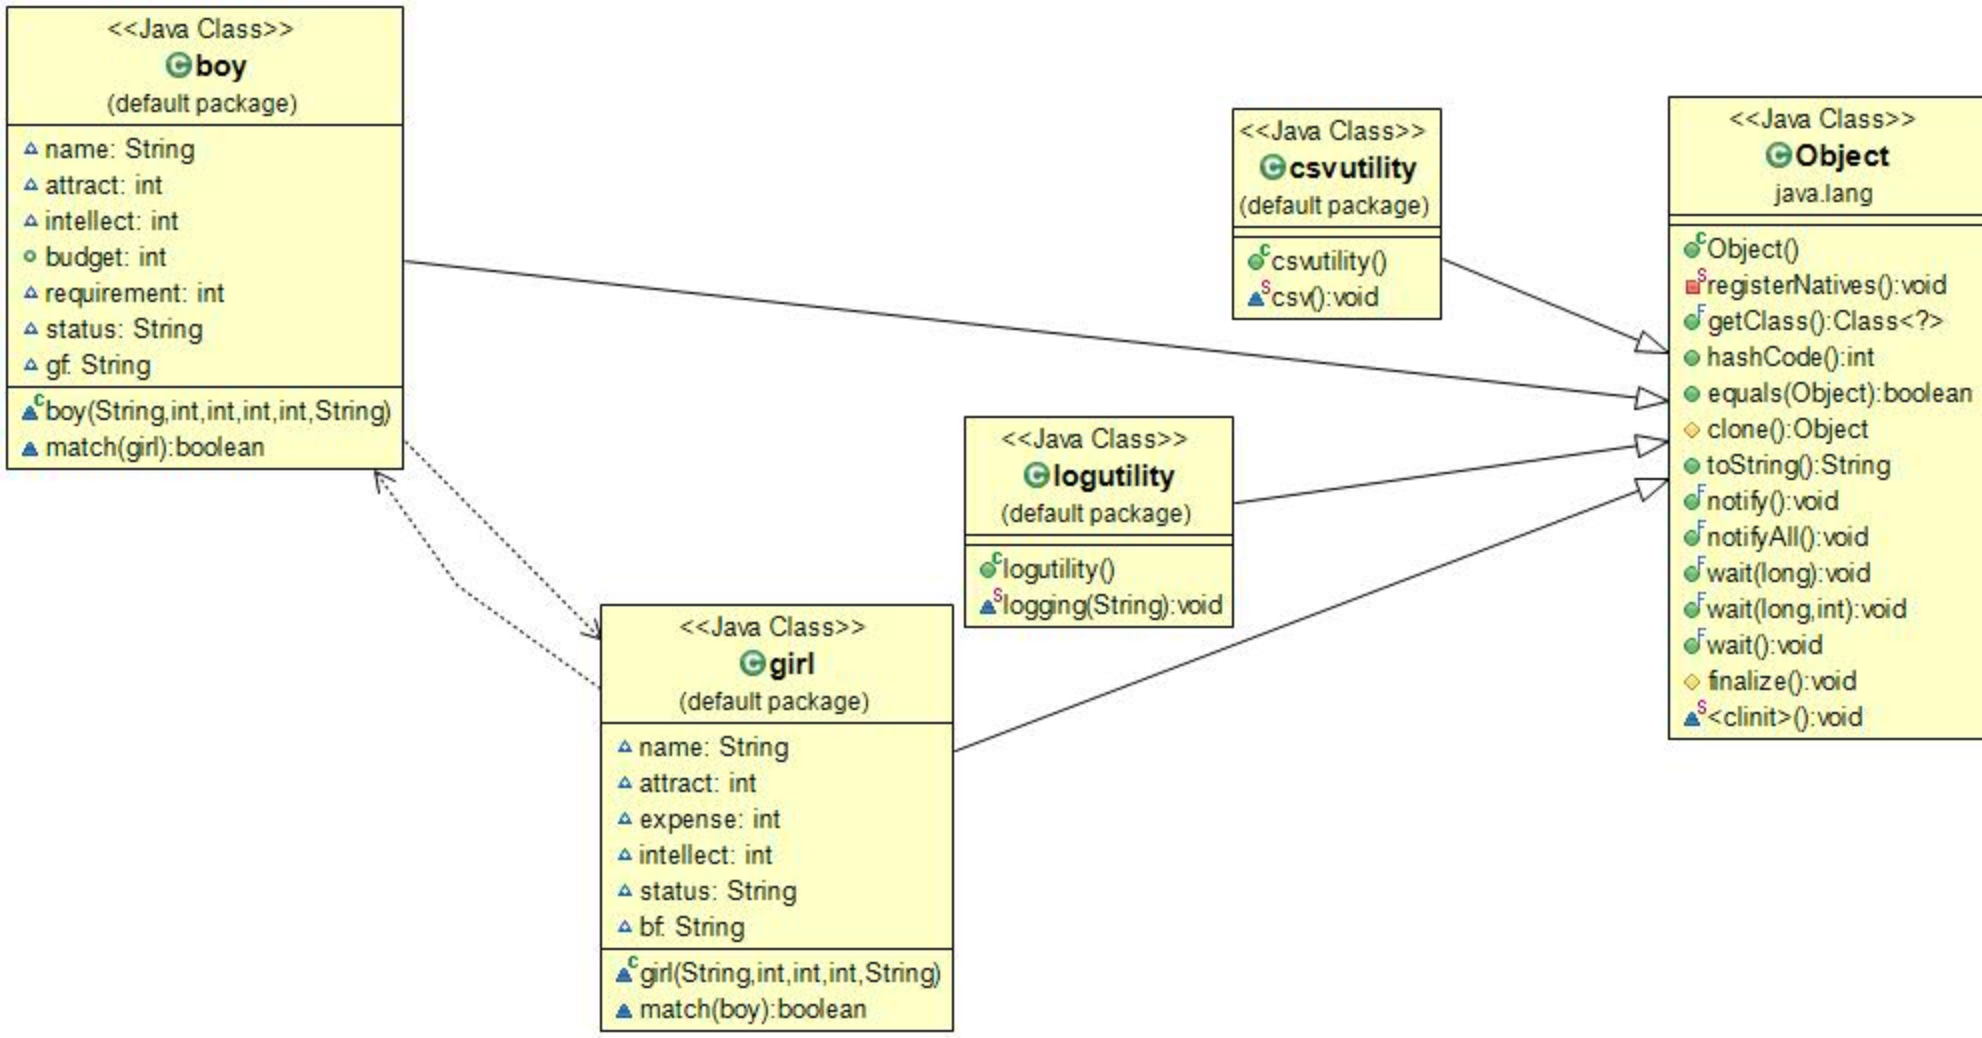 <<Java Class>>
boy
(default package)
name: String
attract: int
intellect: int
budget: int
requirement: int
status: String
gf: String
boy(String,int,int,int,int,String)
match(girl):boolean
<<Java Class>>
csvutility
(default package)
csvutility()
csv():void
<<Java Class>>
Object
java.lang
Object()
registerNatives():void
getClass():Class<?>
hashCode():int
equals(Object):boolean
clone():Object
toString():String
notify():void
notifyAll():void
wait(long):void
wait(long,int):void
wait():void
finalize():void
<clinit>():void
<<Java Class>>
logutility
(default package)
logutility()
logging(String):void
<<Java Class>>
girl
(default package)
name: String
attract: int
expense: int
intellect: int
status: String
bf: String
girl(String,int,int,int,String)
match(boy):boolean